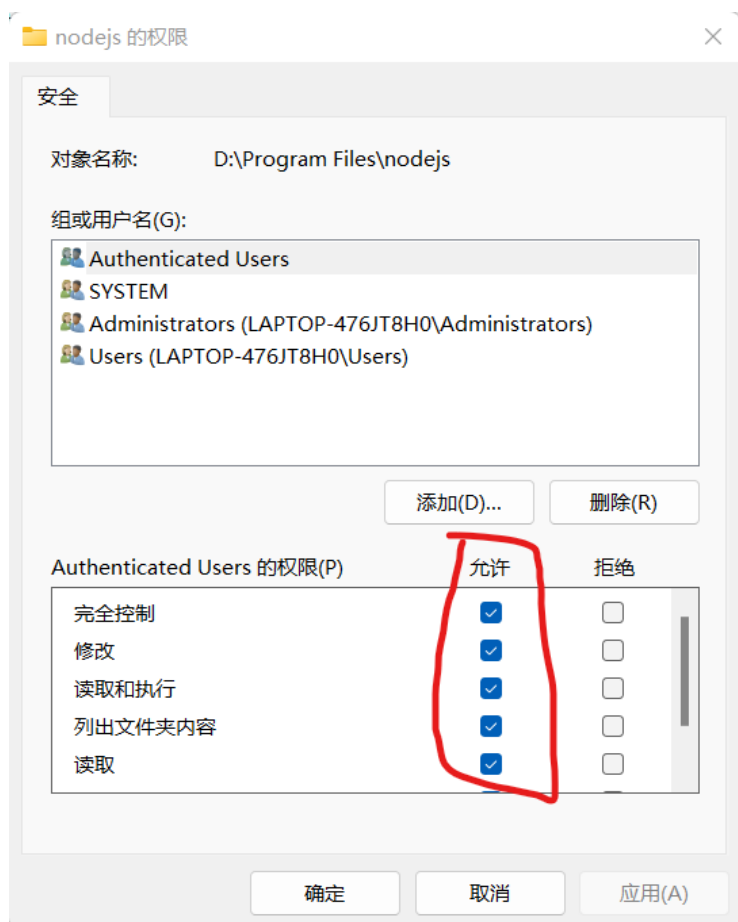 nodejs 的权限
安全
对象名称: D:\Program Files\nodejs
组或用户名(G):
Authenticated Users
SYSTEM
Administrators (LAPTOP-476JT8H0\Administrators)
Users (LAPTOP-476JT8H0\Users)
添加(D)... 删除(R)
Authenticated Users 的权限(P) 允许 拒绝
完全控制
修改
读取和执行
列出文件夹内容
读取
确定 取消 应用(A)